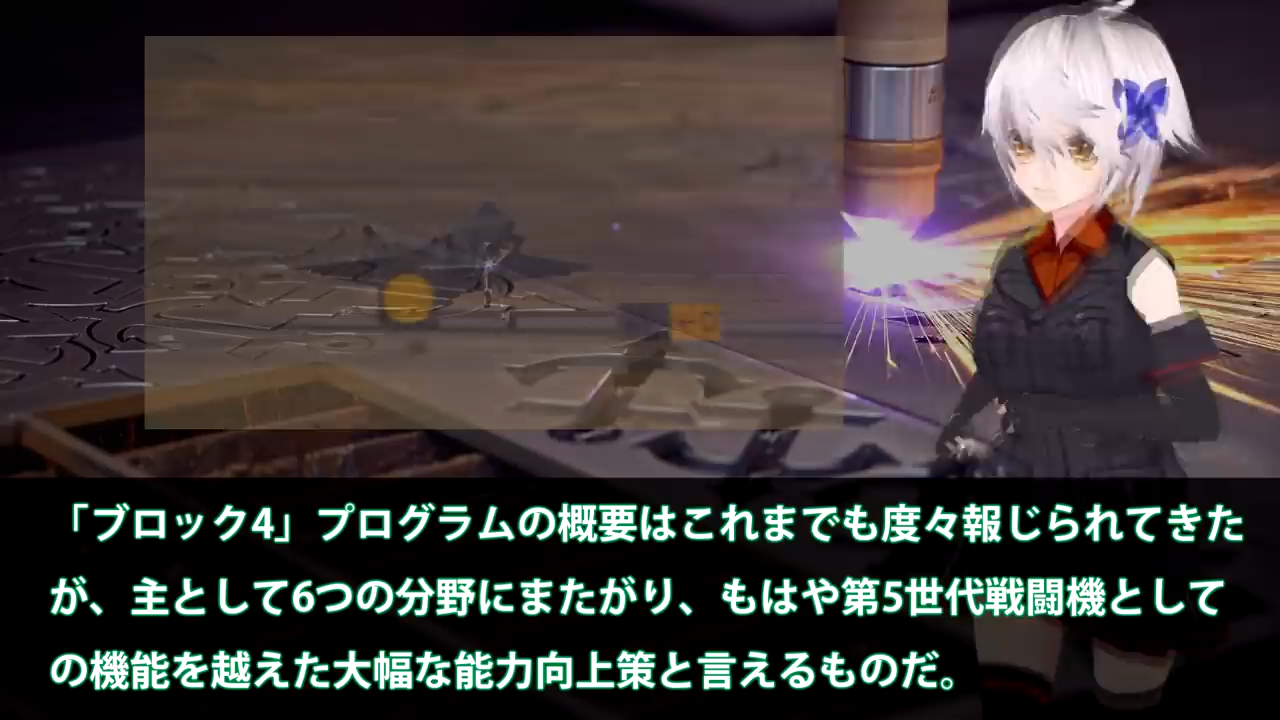 「ブロック4」プログラムの概要はこれまでも度々報じられてきた
が、主として6つの分野にまたがり、もはや第5世代戦闘機として
の機能を越えた大幅な能力向上策と言えるものだ。